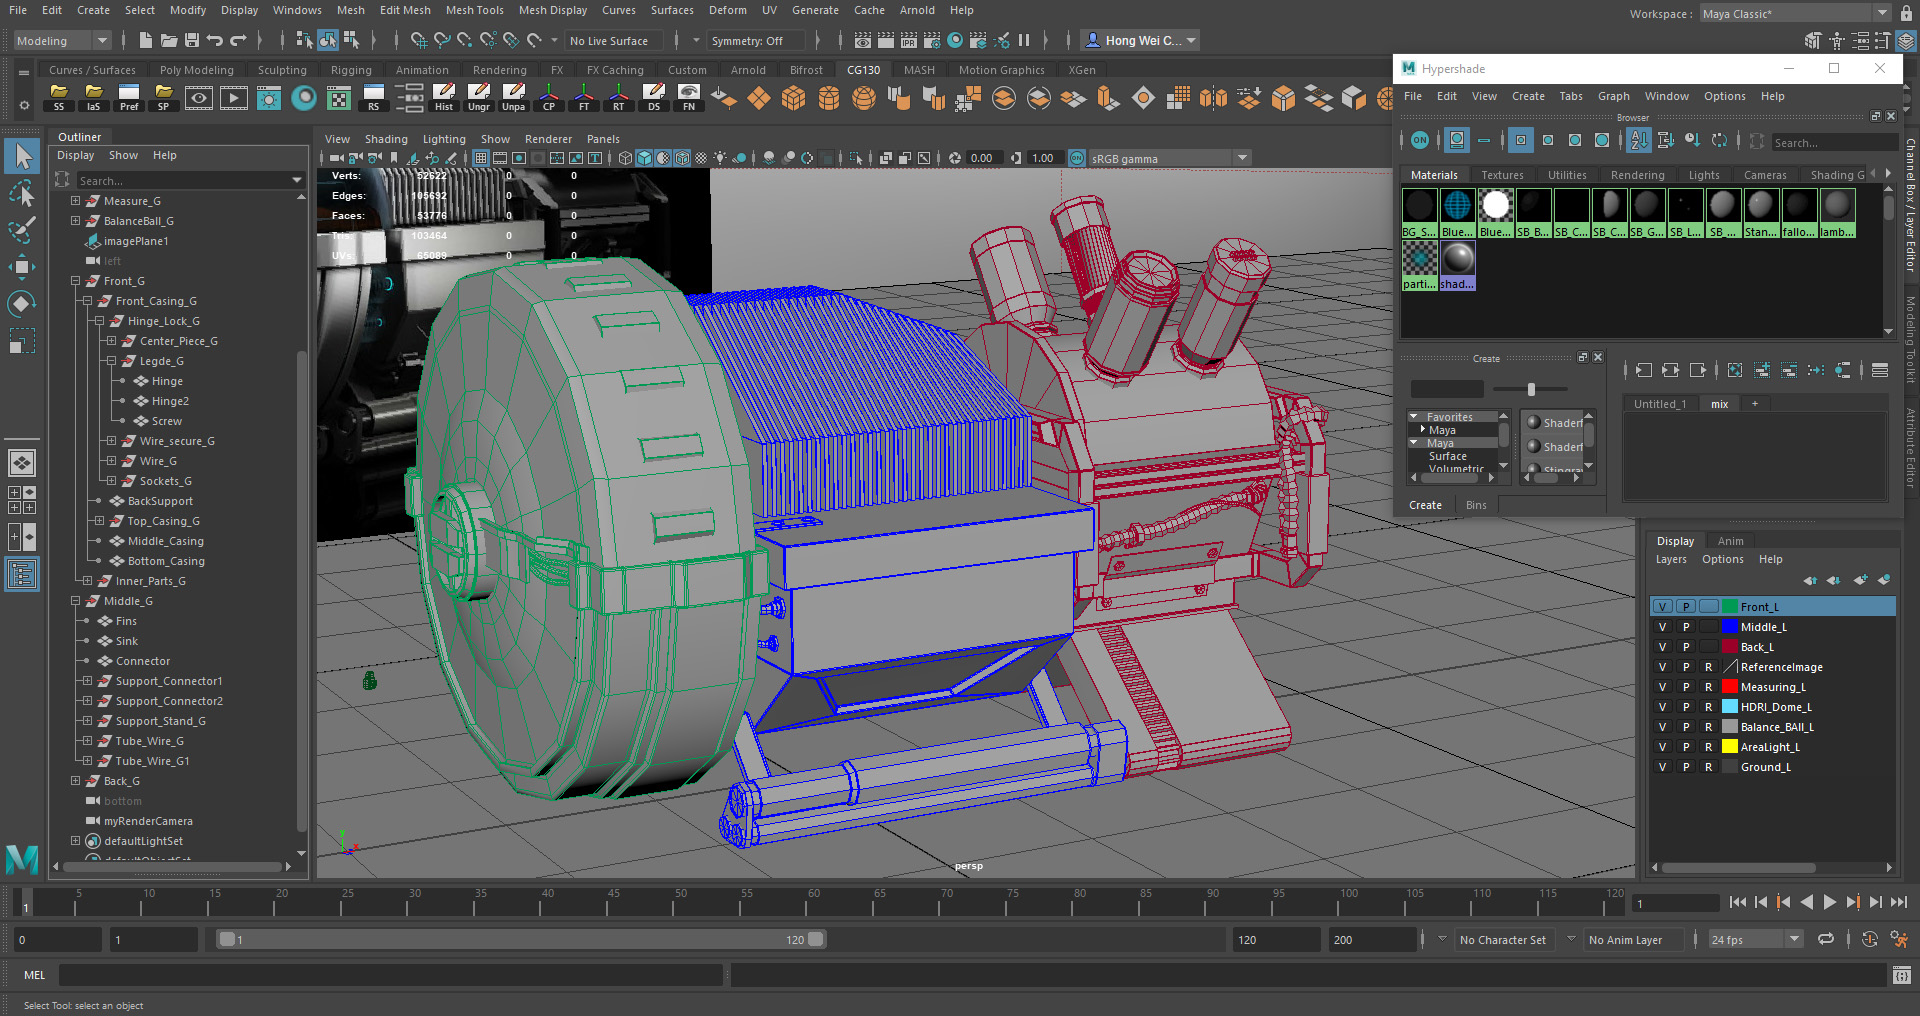 File Edit Create Select Modify Display Windows Mesh Edit Mesh Mesh Tools Mesh Display Curves Surfaces Deform UV Generate Cache Arnold Help
Workspace : Maya Classic*
Modeling No Live Surface Symmetry: Off Hong Wei C...
IPR
Curves / Surfaces Poly Modeling Sculpting Rigging Animation Rendering FX FX Caching Custom Arnold Bifrost CG130 MASH Motion Graphics XGen
SS IaS Pref SP RS Hist Ungr Unpa CP FT RT DS FN
Outliner
Display Show Help
Search...
Measure_G
BalanceBall_G
imagePlane1
left
Front_G
Front_Casing_G
Hinge_Lock_G
Center_Piece_G
Legde_G
Hinge
Hinge2
Screw
Wire_secure_G
Wire_G
Sockets_G
BackSupport
Top_Casing_G
Middle_Casing
Bottom_Casing
Inner_Parts_G
Middle_G
Fins
Sink
Connector
Support_Connector1
Support_Connector2
Support_Stand_G
Tube_Wire_G
Tube_Wire_G1
Back_G
bottom
myRenderCamera
defaultLightSet
defaultObjectSet
View Shading Lighting Show Renderer Panels
0.00 1.00 ON sRGB gamma
Verts: 52622 0 0
Edges: 105692 0 0
Faces: 53776 0 0
Tris: 103464 0 0
UVs: 65089 0 0
y
x
persp
Hypershade
File Edit View Create Tabs Graph Window Options Help
Browser
ON Search...
Materials Textures Utilities Rendering Lights Cameras Shading G
BG_S... Blue... Blue... SB_B... SB_C... SB_C... SB_G... SB_L... SB_... Stan... fallo... lamb...
parti... shad...
Create
Favorites
Maya
Maya
Surface
Volumetric
Shaderf
Shaderf
Stingra
Untitled_1 mix +
Create Bins
Channel Box / Layer Editor
Modeling Toolkit
Attribute Editor
Display Anim
Layers Options Help
V P Front_L
V P Middle_L
V P Back_L
V P R ReferenceImage
V P R Measuring_L
V P R HDRI_Dome_L
V P R Balance_BAll_L
V P R AreaLight_L
V P R Ground_L
1 5 10 15 20 25 30 35 40 45 50 55 60 65 70 75 80 85 90 95 100 105 110 115 120
1
0 1 1 120 120 200 No Character Set No Anim Layer 24 fps
MEL
Select Tool: select an object